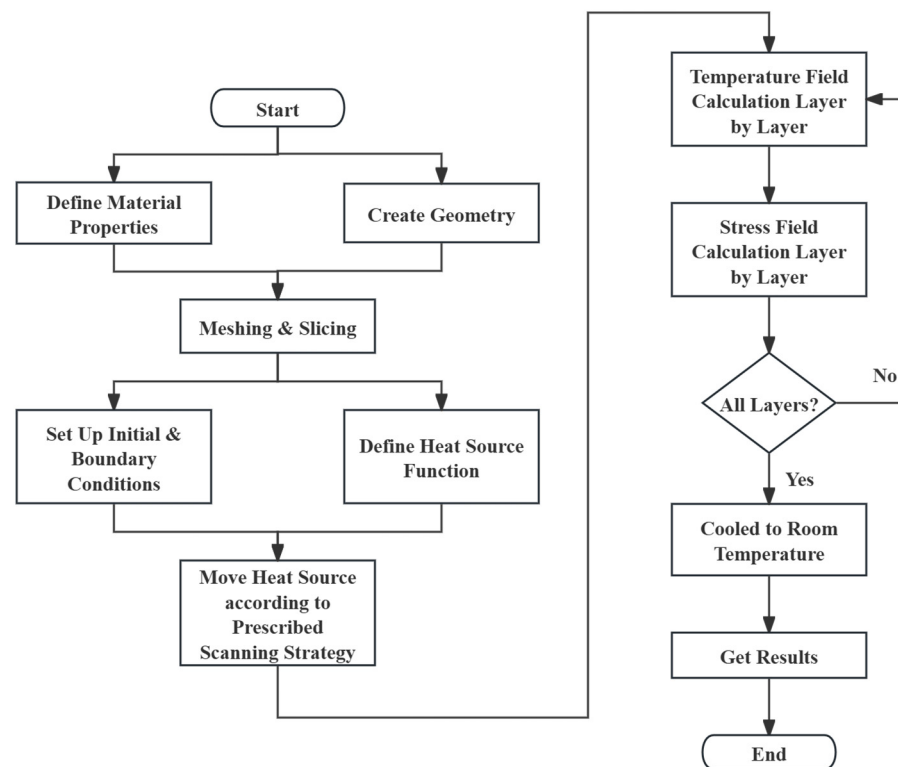 Start
Define Material
Properties
Create Geometry
Meshing & Slicing
Set Up Initial &
Boundary
Conditions
Define Heat Source
Function
Move Heat Source
according to
Prescribed
Scanning Strategy
Temperature Field
Calculation Layer
by Layer
Stress Field
Calculation Layer
by Layer
All Layers?
No
Yes
Cooled to Room
Temperature
Get Results
End